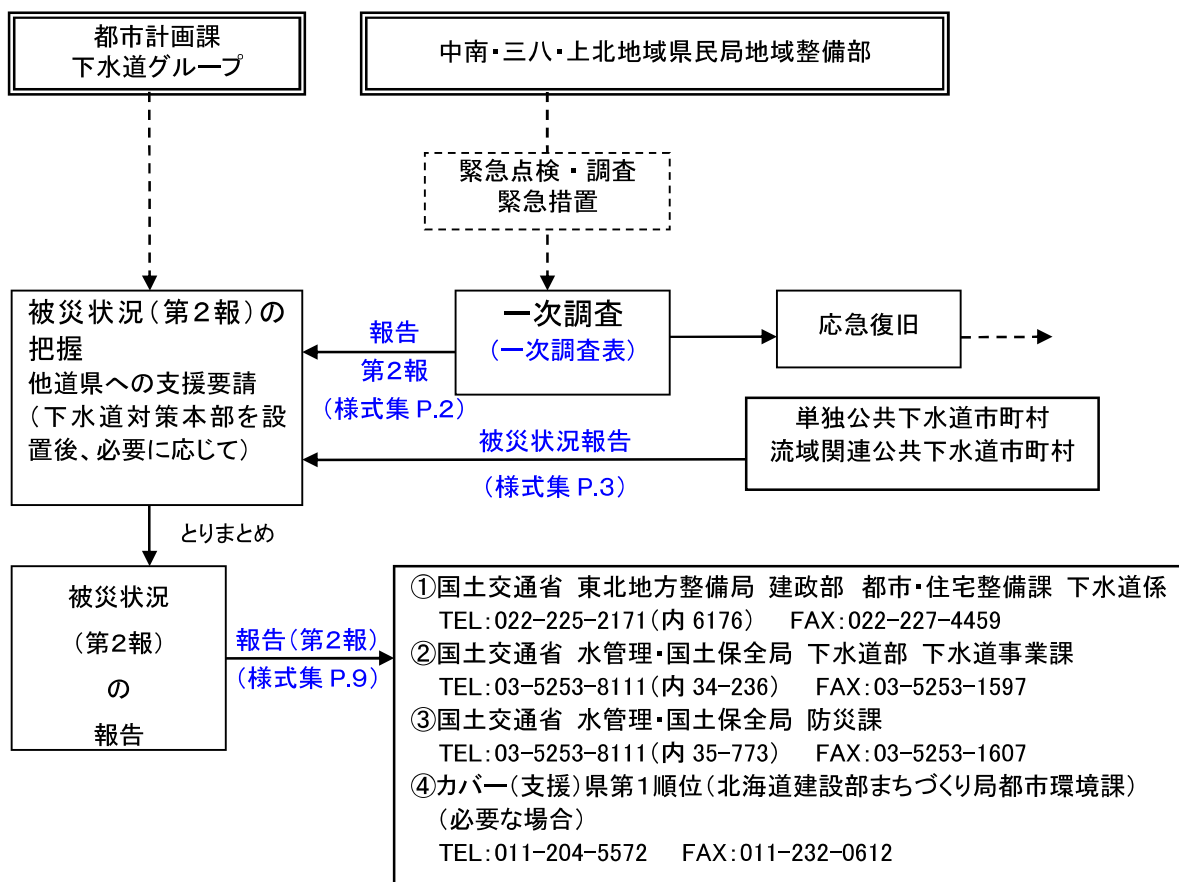 都市計画課
下水道グループ
中南・三八・上北地域県民局地域整備部
緊急点検・調査
緊急措置
被災状況(第2報)の
把握
他道県への支援要請
(下水道対策本部を設
置後、必要に応じて)
報告
第2報
(様式集 P.2)
一次調査
(一次調査表)
応急復旧
被災状況報告
(様式集 P.3)
単独公共下水道市町村
流域関連公共下水道市町村
とりまとめ
被災状況
(第2報)
の
報告
報告(第2報)
(様式集 P.9)
①国土交通省 東北地方整備局 建政部 都市・住宅整備課 下水道係
TEL:022-225-2171(内 6176) FAX:022-227-4459
②国土交通省 水管理・国土保全局 下水道部 下水道事業課
TEL:03-5253-8111(内 34-236) FAX:03-5253-1597
③国土交通省 水管理・国土保全局 防災課
TEL:03-5253-8111(内 35-773) FAX:03-5253-1607
④カバー(支援)県第1順位(北海道建設部まちづくり局都市環境課)
(必要な場合)
TEL:011-204-5572 FAX:011-232-0612